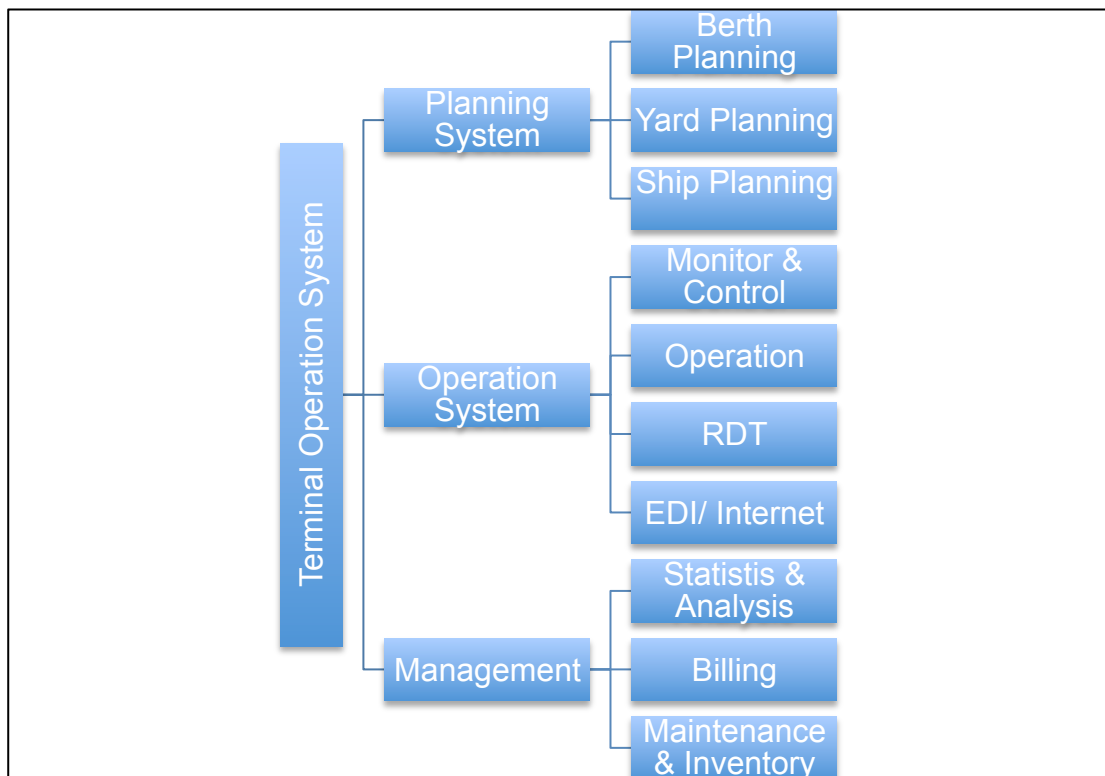 Terminal Operation System
Planning
System
Berth
Planning
Yard Planning
Ship Planning
Operation
System
Monitor &
Control
Operation
RDT
EDI/ Internet
Management
Statistis &
Analysis
Billing
Maintenance
& Inventory